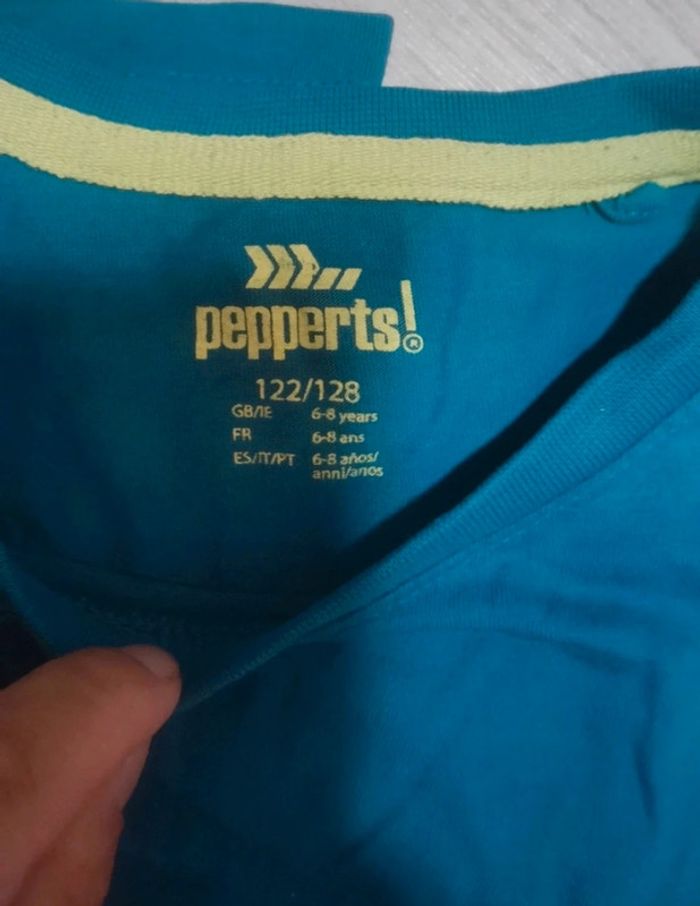 pepperts!®
122/128
GB/IE 6-8 years
FR 6-8 ans
ES/IT/PT 6-8 años/
anni/anos